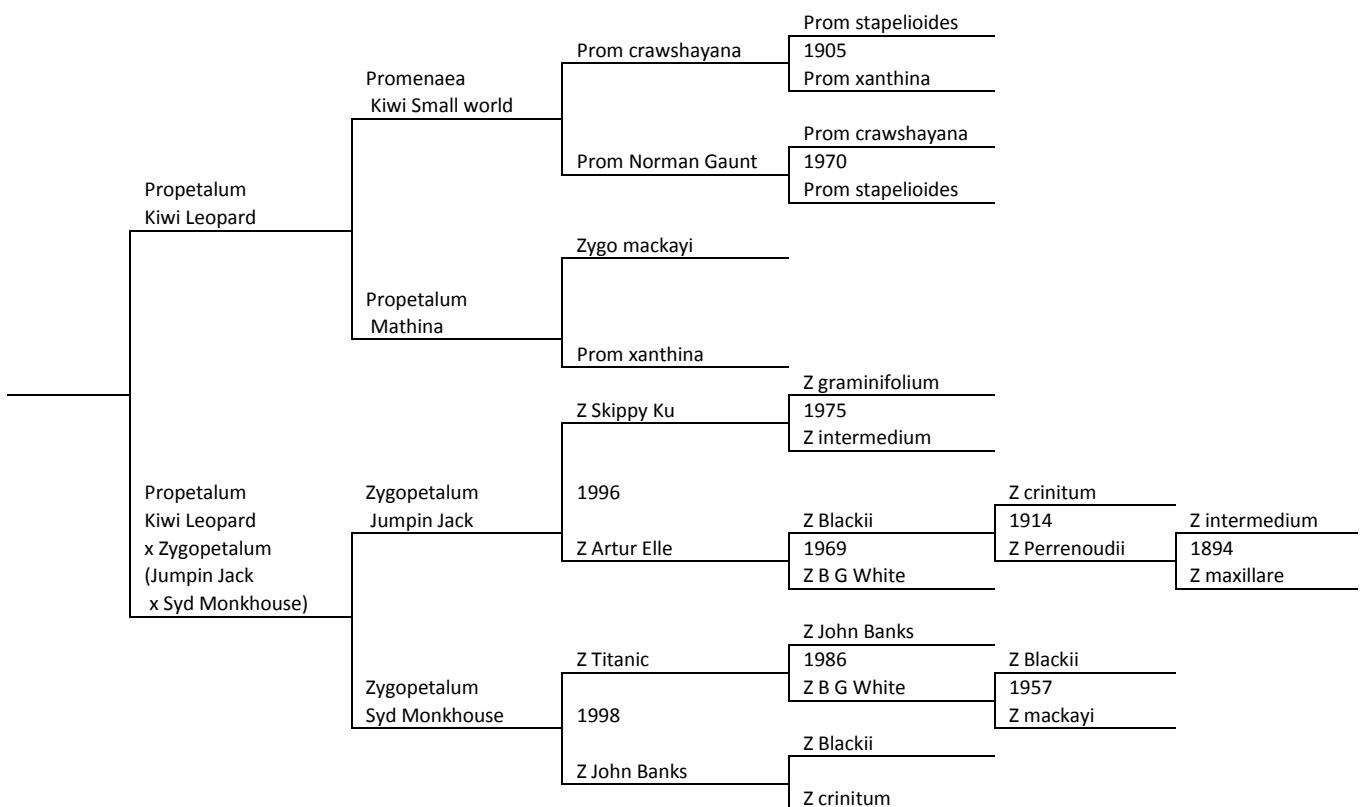 Prom stapelioides
Prom crawshayana 1905
Promenaea Prom xanthina
Kiwi Small world
Prom crawshayana
Prom Norman Gaunt 1970
Propetalum Prom stapelioides
Kiwi Leopard
Zygo mackayi
Propetalum
Mathina
Prom xanthina
Z graminifolium
Z Skippy Ku 1975
Z intermedium
Propetalum Zygopetalum 1996 Z crinitum
Kiwi Leopard Jumpin Jack Z Blackii 1914 Z intermedium
x Zygopetalum Z Artur Elle 1969 Z Perrenoudii 1894
(Jumpin Jack Z B G White Z maxillare
x Syd Monkhouse)
Z John Banks
Z Titanic 1986 Z Blackii
Zygopetalum Z B G White 1957
Syd Monkhouse 1998 Z mackayi
Z Blackii
Z John Banks
Z crinitum